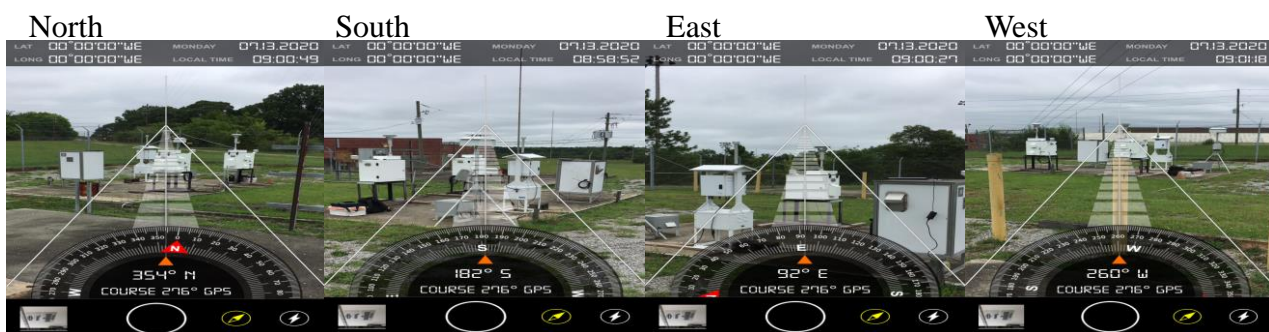 North
LAT 00°00'00"WE MONDAY 07.13.2020
LONG 00°00'00"WE LOCAL TIME 09:00:49
N
354° N
COURSE 276° GPS
W
South
LAT 00°00'00"WE MONDAY 07.13.2020
LONG 00°00'00"WE LOCAL TIME 08:58:52
S
182° S
COURSE 276° GPS
E
W
East
LAT 00°00'00"WE MONDAY 07.13.2020
LONG 00°00'00"WE LOCAL TIME 09:00:27
E
92° E
COURSE 276° GPS
S
West
LAT 00°00'00"WE MONDAY 07.13.2020
LONG 00°00'00"WE LOCAL TIME 09:01:18
W
260° W
COURSE 276° GPS
S